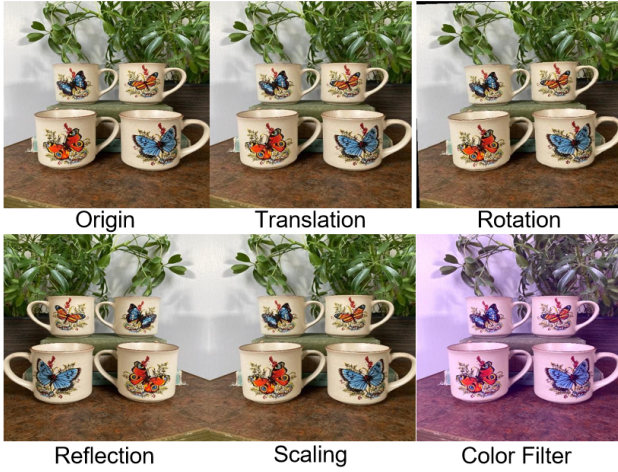 Origin
Translation
Rotation
Reflection
Scaling
Color Filter